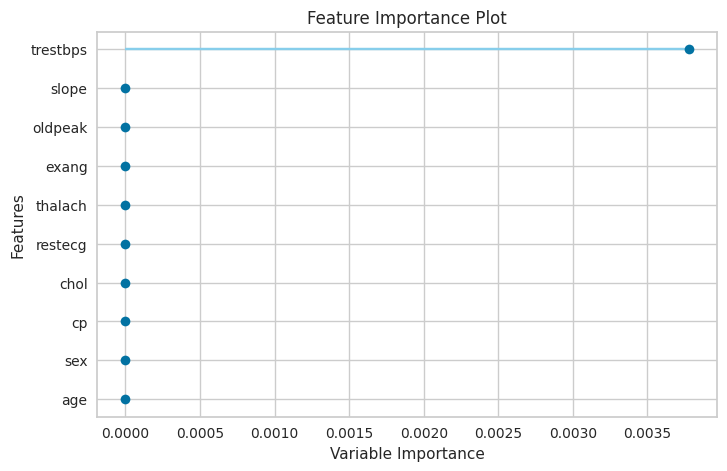 Feature Importance Plot
trestbps
slope
oldpeak
exang
thalach
restecg
chol
cp
sex
age
Features
0.0000 0.0005 0.0010 0.0015 0.0020 0.0025 0.0030 0.0035
Variable Importance